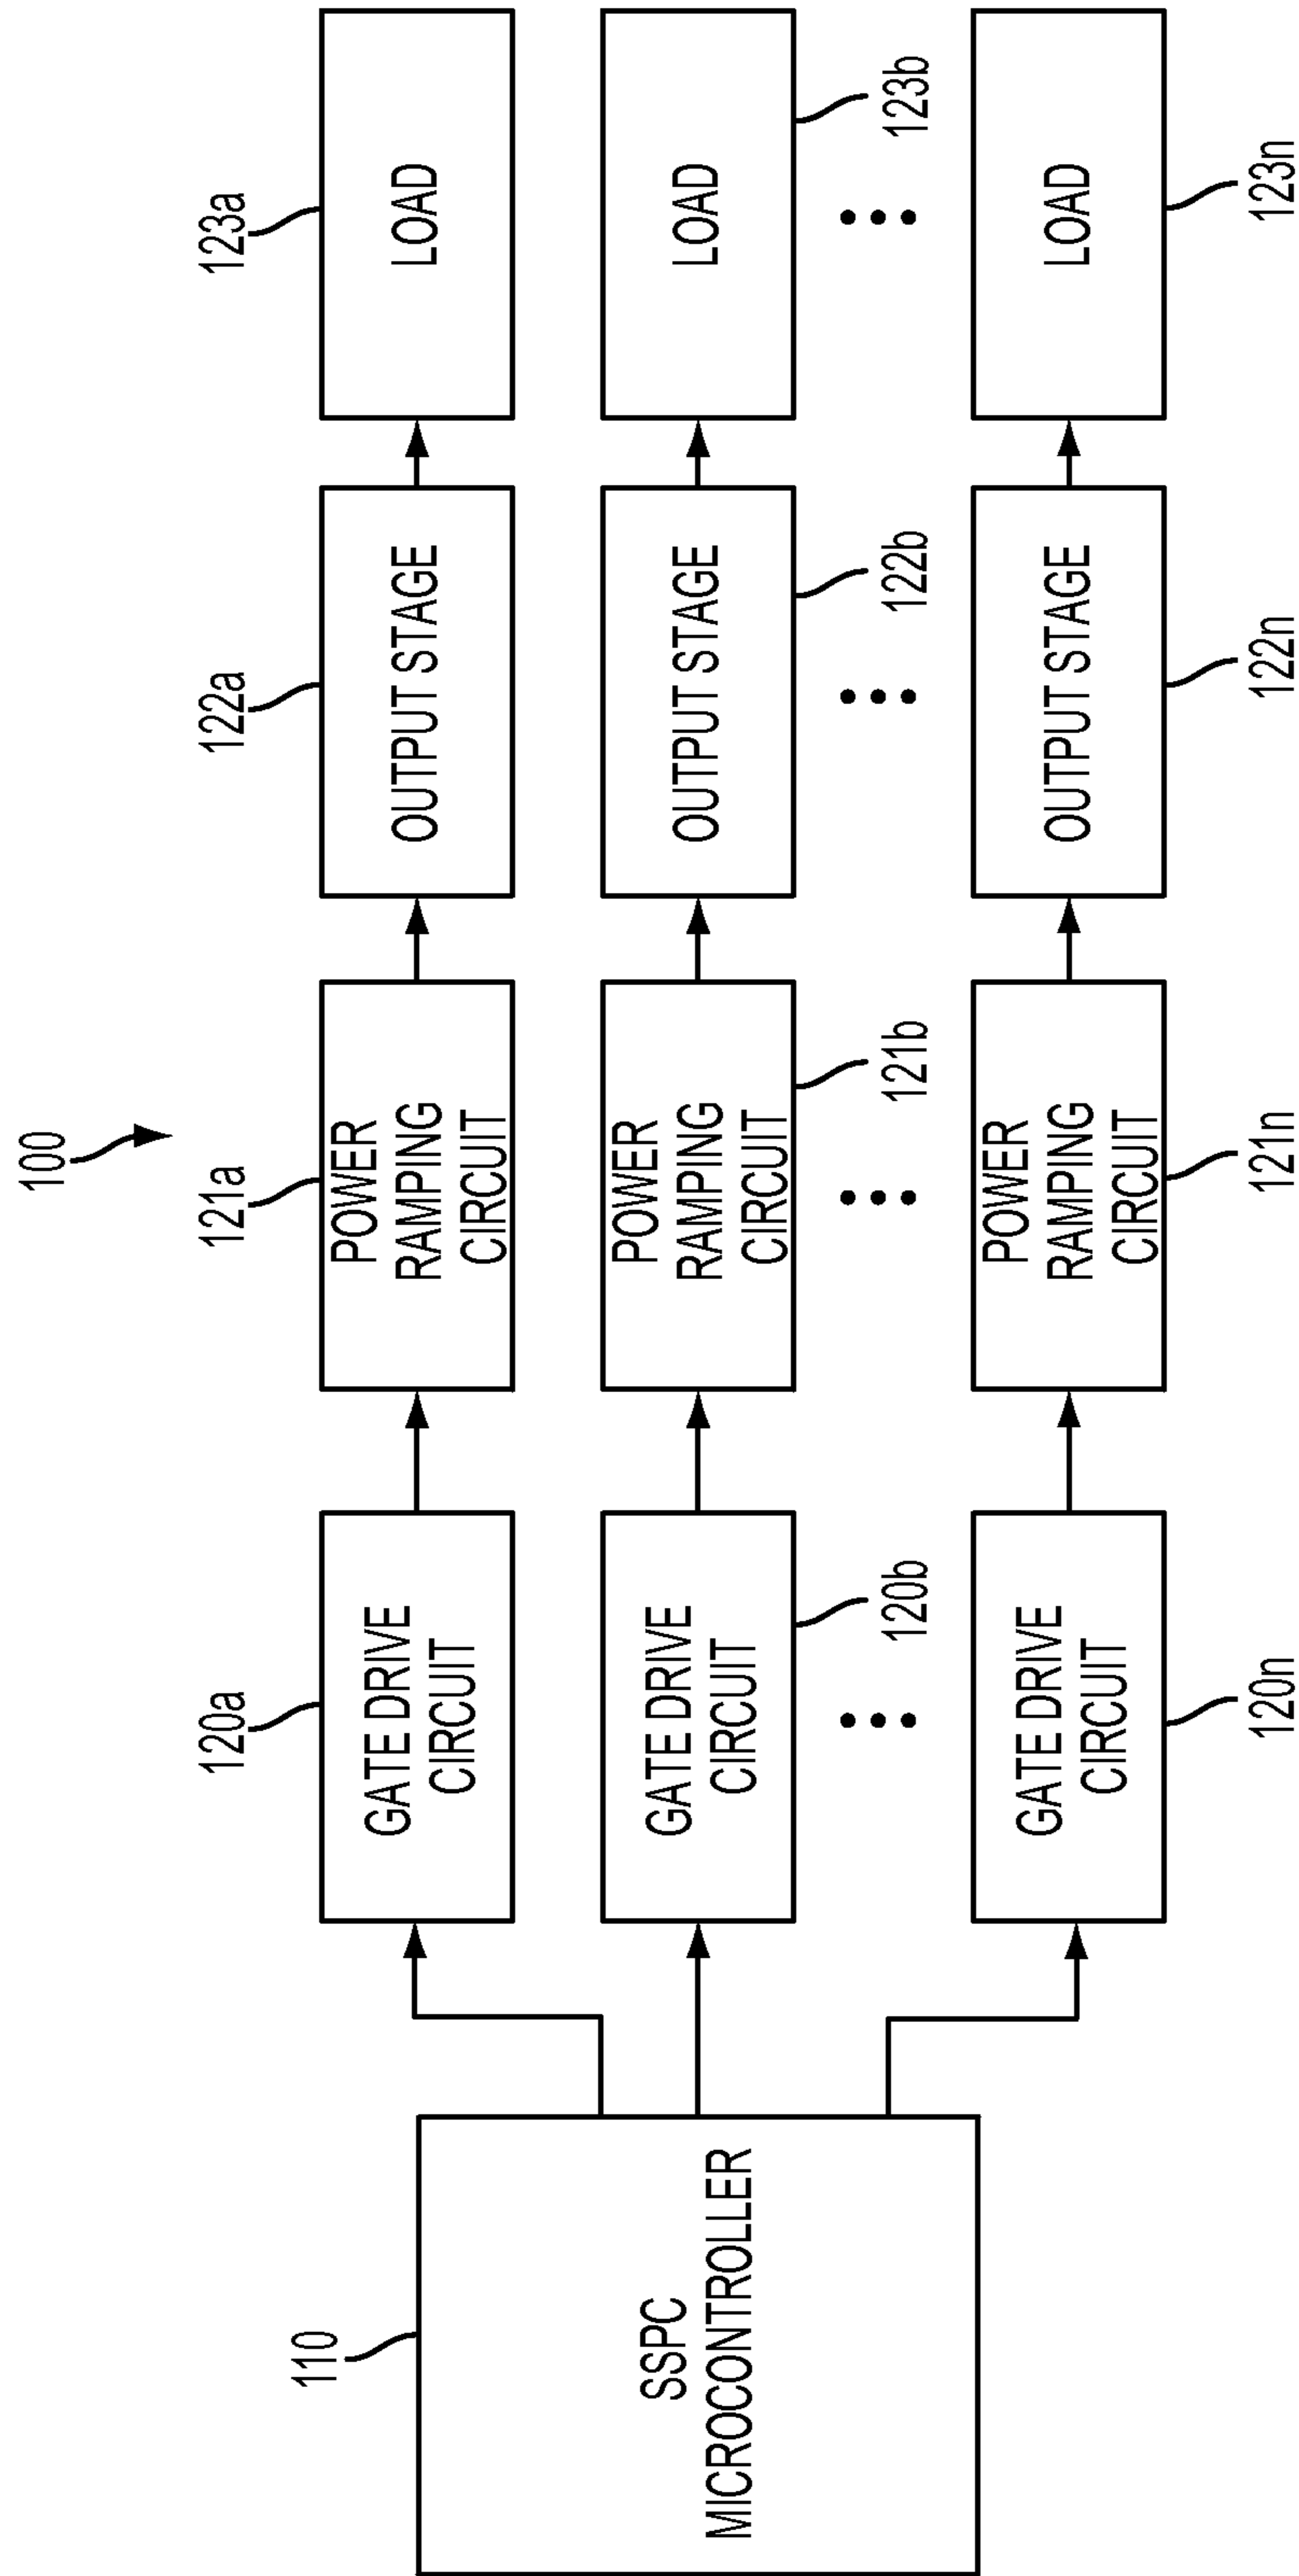 100
110
SSPC
MICROCONTROLLER
120a
GATE DRIVE
CIRCUIT
121a
POWER
RAMPING
CIRCUIT
122a
OUTPUT STAGE
123a
LOAD
GATE DRIVE
CIRCUIT
120b
POWER
RAMPING
CIRCUIT
121b
OUTPUT STAGE
122b
LOAD
123b
GATE DRIVE
CIRCUIT
120n
POWER
RAMPING
CIRCUIT
121n
OUTPUT STAGE
122n
LOAD
123n